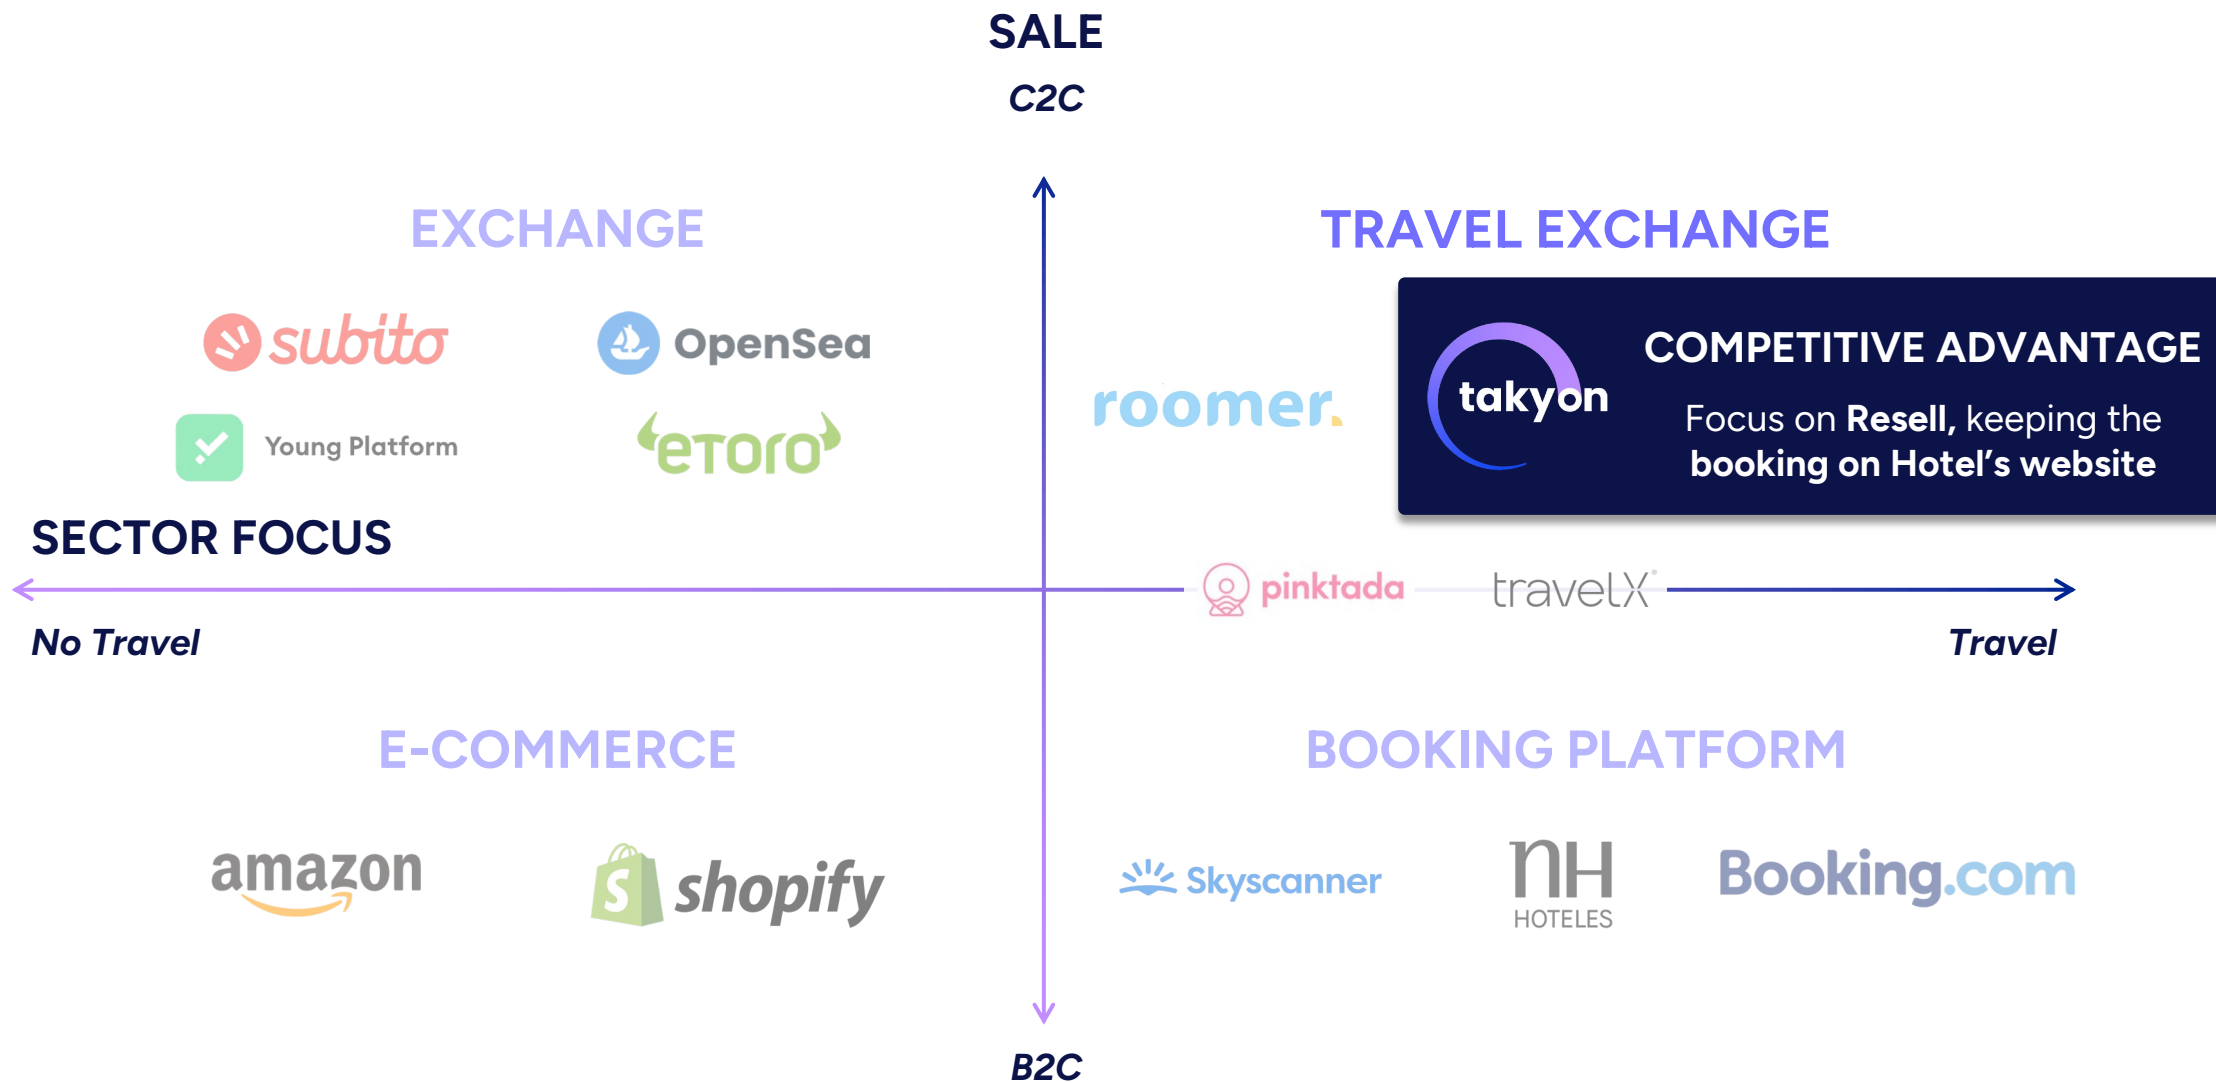 SALE
C2C
EXCHANGE
TRAVEL EXCHANGE
subito
OpenSea
Young Platform
eTORO
roomer.
takyon
COMPETITIVE ADVANTAGE
Focus on Resell, keeping the
booking on Hotel's website
SECTOR FOCUS
pinktada
travelX®
No Travel
Travel
E-COMMERCE
BOOKING PLATFORM
amazon
S shopify
Skyscanner
nH
HOTELES
Booking.com
B2C